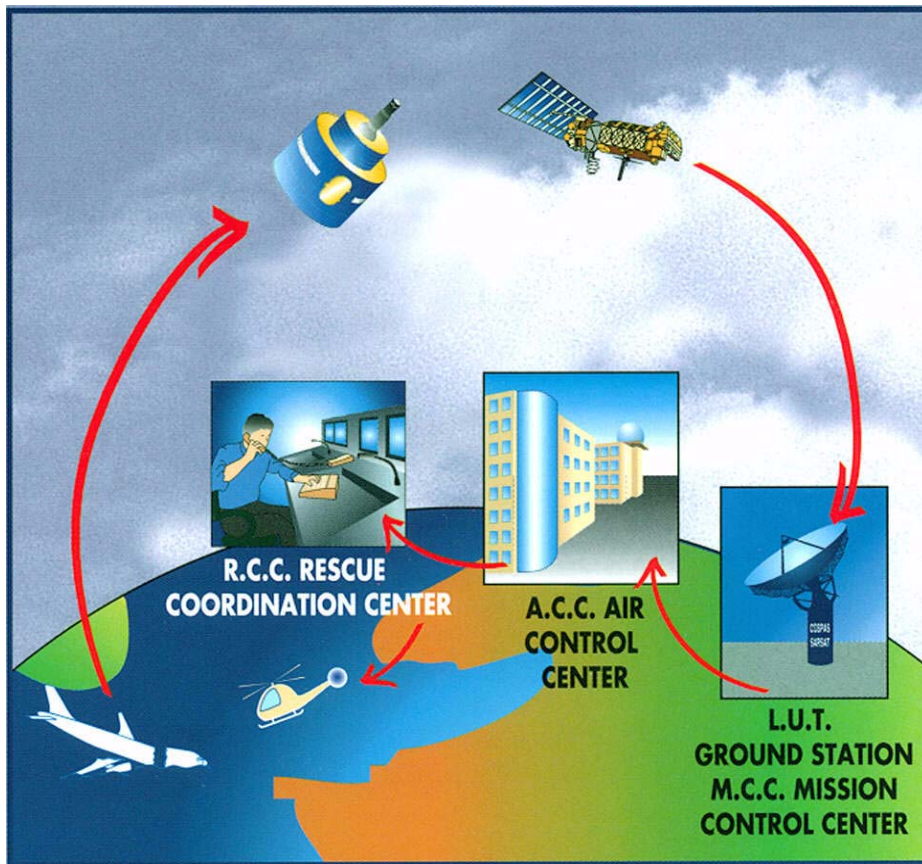 R.C.C. RESCUE
COORDINATION CENTER
A.C.C. AIR
CONTROL
CENTER
COSPAS
SARSAT
L.U.T.
GROUND STATION
M.C.C. MISSION
CONTROL CENTER